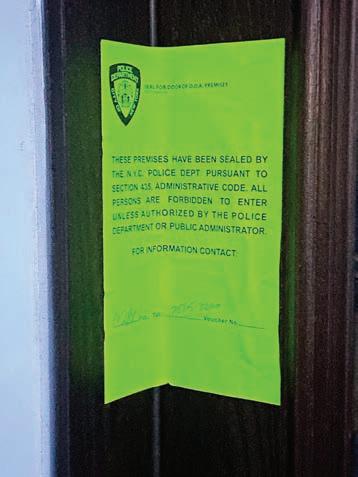 POLICE
DEPARTMENT
SEAL FOR DOOR OF D.O.A. PREMISES
THESE PREMISES HAVE BEEN SEALED BY
THE N.Y.C. POLICE DEPT. PURSUANT TO
SECTION 435, ADMINISTRATIVE CODE. ALL
PERSONS ARE FORBIDDEN TO ENTER
UNLESS AUTHORIZED BY THE POLICE
DEPARTMENT OR PUBLIC ADMINISTRATOR.
FOR INFORMATION CONTACT:
Tel. Voucher No.